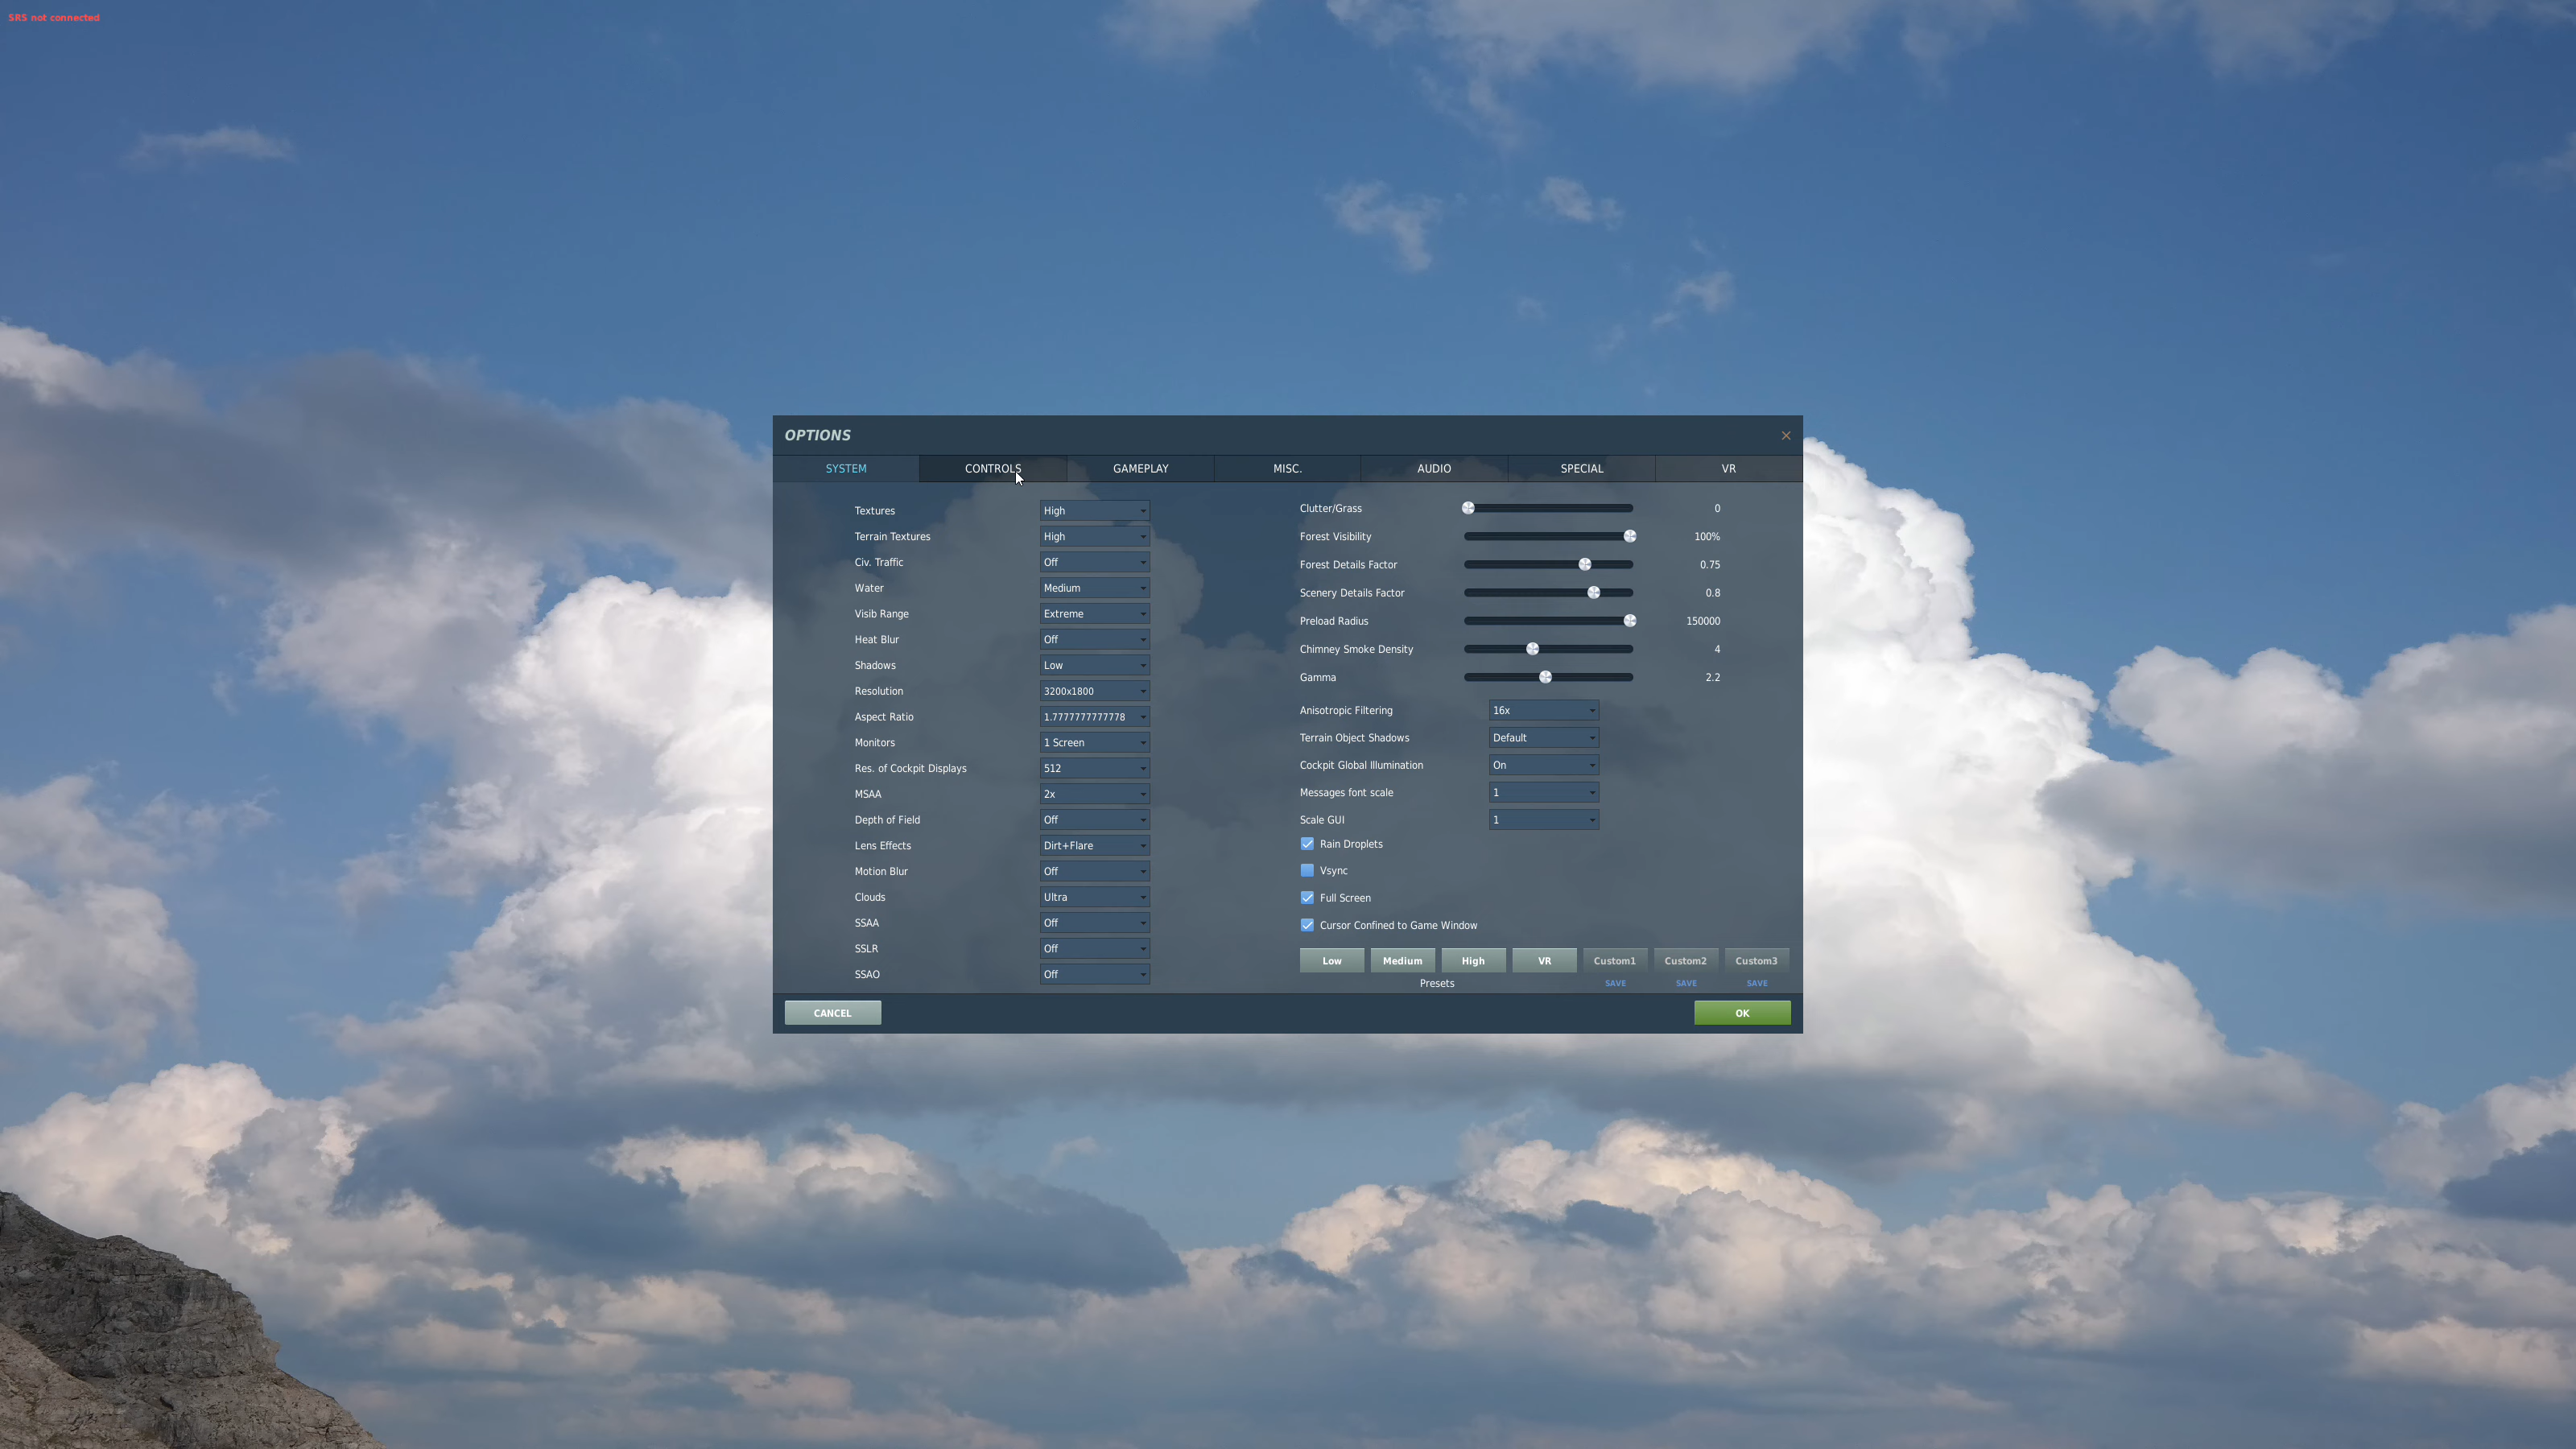 SRS not connected
OPTIONS
SYSTEM CONTROLS GAMEPLAY MISC. AUDIO SPECIAL VR
Textures High
Terrain Textures High
Civ. Traffic Off
Water Medium
Visib Range Extreme
Heat Blur Off
Shadows Low
Resolution 3200x1800
Aspect Ratio 1.7777777777778
Monitors 1 Screen
Res. of Cockpit Displays 512
MSAA 2x
Depth of Field Off
Lens Effects Dirt+Flare
Motion Blur Off
Clouds Ultra
SSAA Off
SSLR Off
SSAO Off
Clutter/Grass 0
Forest Visibility 100%
Forest Details Factor 0.75
Scenery Details Factor 0.8
Preload Radius 150000
Chimney Smoke Density 4
Gamma 2.2
Anisotropic Filtering 16x
Terrain Object Shadows Default
Cockpit Global Illumination On
Messages font scale 1
Scale GUI 1
Rain Droplets
Vsync
Full Screen
Cursor Confined to Game Window
Low Medium High VR Custom1 Custom2 Custom3
Presets SAVE SAVE SAVE
CANCEL OK